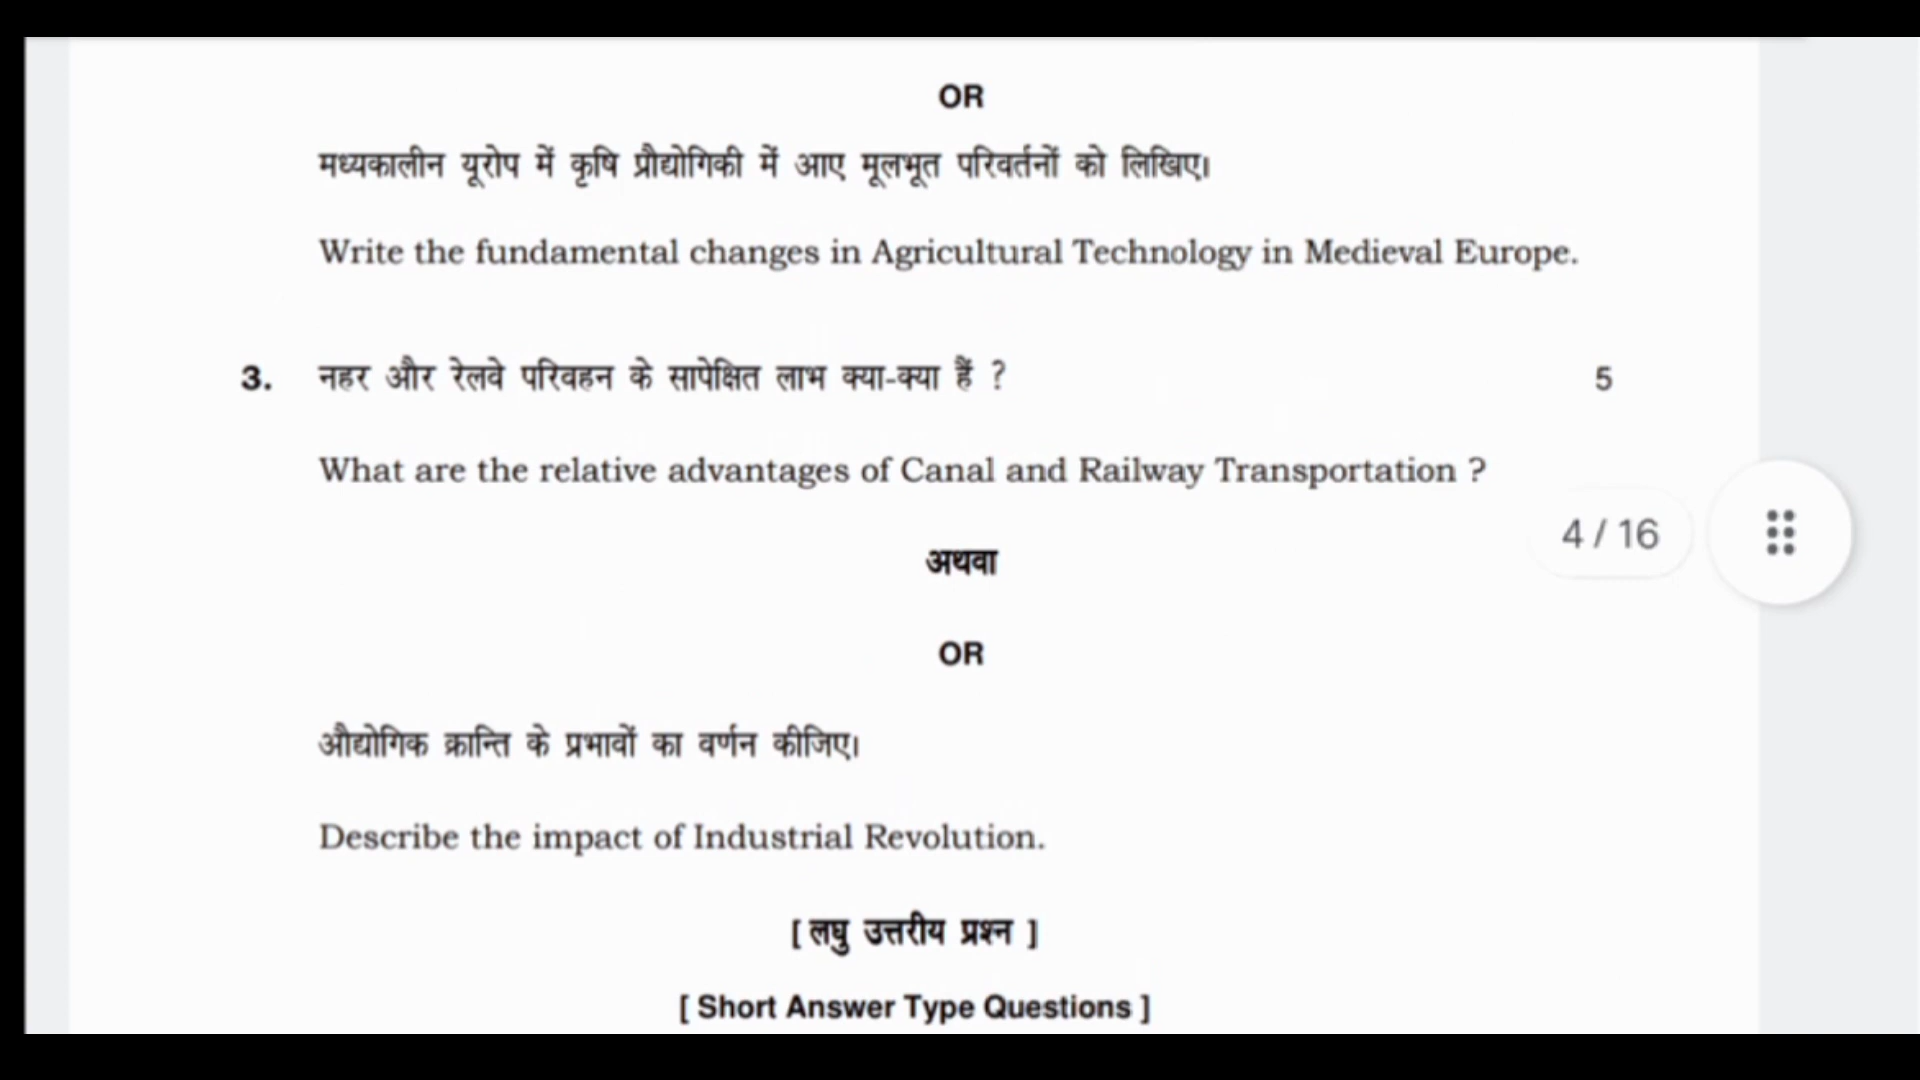 OR
मध्यकालीन यूरोप में कृषि प्रौद्योगिकी में आए मूलभूत परिवर्तनों को लिखिए।
Write the fundamental changes in Agricultural Technology in Medieval Europe.
3. नहर और रेलवे परिवहन के सापेक्षित लाभ क्या-क्या हैं ? 5
What are the relative advantages of Canal and Railway Transportation ?
4 / 16
अथवा
OR
औद्योगिक क्रान्ति के प्रभावों का वर्णन कीजिए।
Describe the impact of Industrial Revolution.
[ लघु उत्तरीय प्रश्न ]
[ Short Answer Type Questions ]